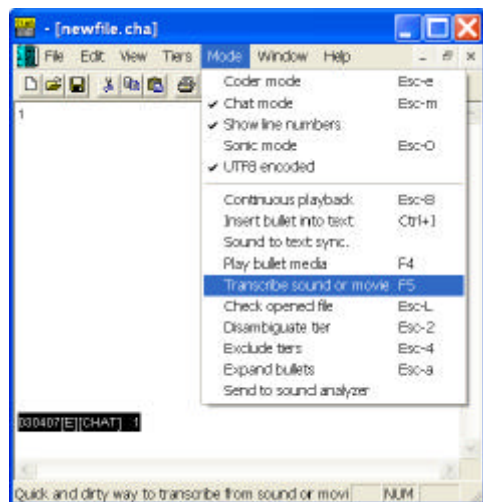 - [newfile.cha]
File Edit View Tiers Mode Window Help
1
Coder mode Esc-e
✓ Chat mode Esc-m
✓ Show line numbers
Sonic mode Esc-0
✓ UTF8 encoded
Continuous playback Esc-8
Insert bullet into text Ctrl+I
Sound to text sync.
Play bullet media F4
Transcribe sound or movie F5
Check opened file Esc-L
Disambiguate tier Esc-2
Exclude tiers Esc-4
Expand bullets Esc-a
Send to sound analyzer
030407[E][CHAT] 1
Quick and dirty way to transcribe from sound or movi NUM